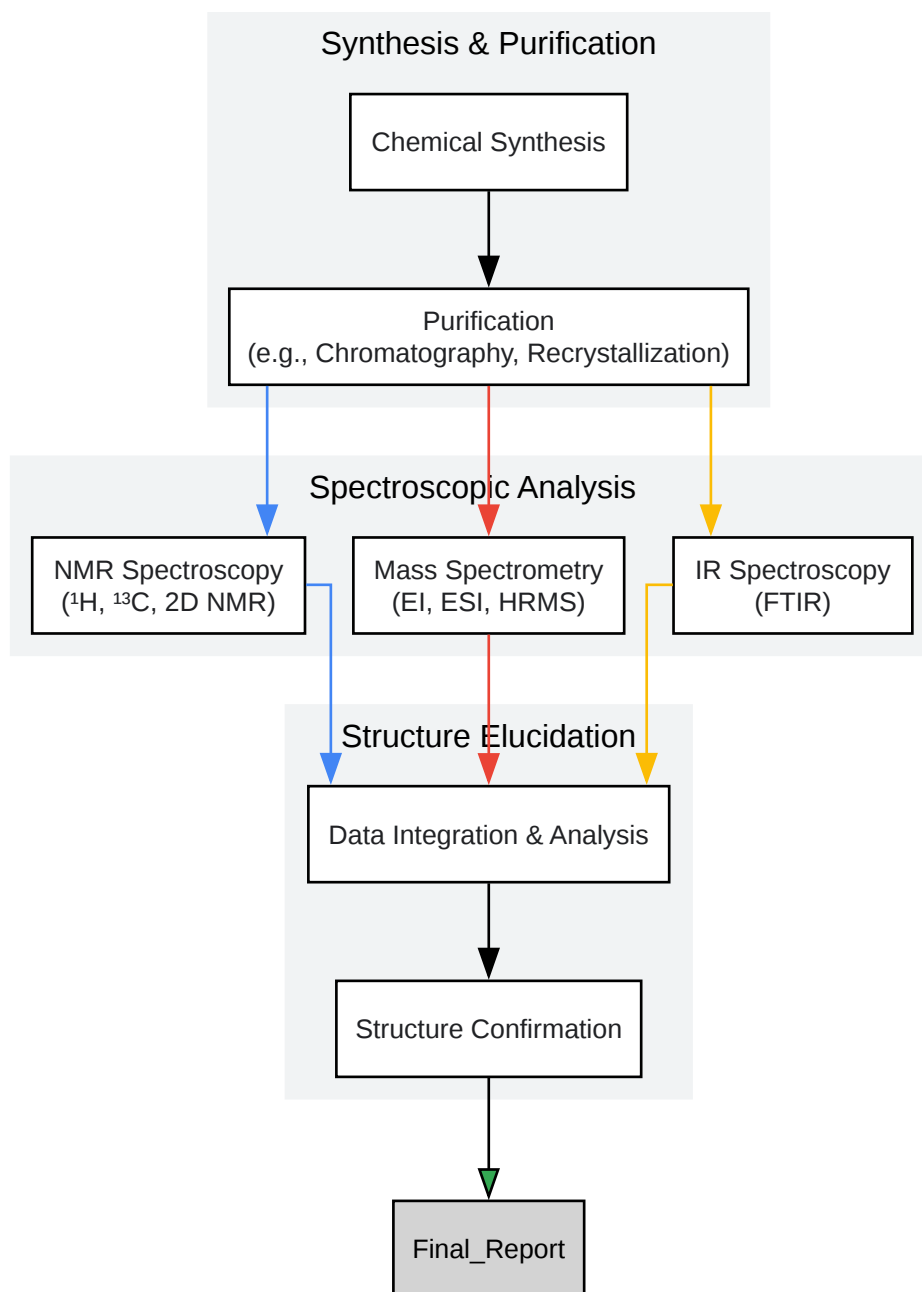 Synthesis & Purification
Chemical Synthesis
Purification
(e.g., Chromatography, Recrystallization)
Spectroscopic Analysis
NMR Spectroscopy
(¹H, ¹³C, 2D NMR)
Mass Spectrometry
(EI, ESI, HRMS)
IR Spectroscopy
(FTIR)
Structure Elucidation
Data Integration & Analysis
Structure Confirmation
Final_Report